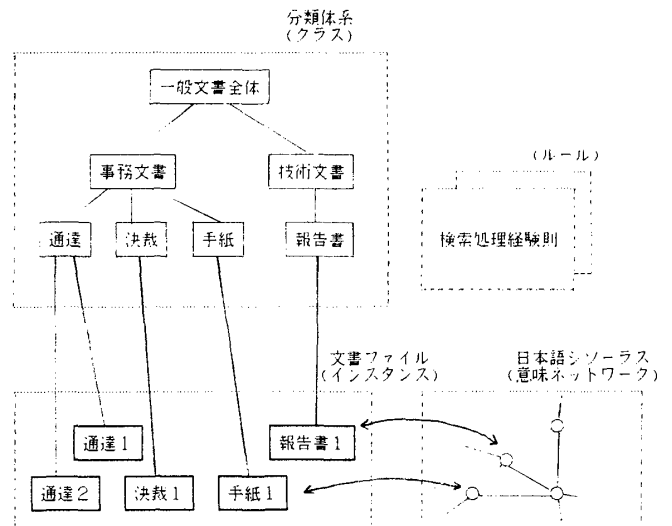 分類体系
(クラス)
一般文書全体
事務文書
技術文書
(ルール)
通達
決裁
手紙
報告書
検索処理経験則
文書ファイル
(インスタンス)
日本語シソーラス
(意味ネットワーク)
通達1
報告書1
通達2
決裁1
手紙1